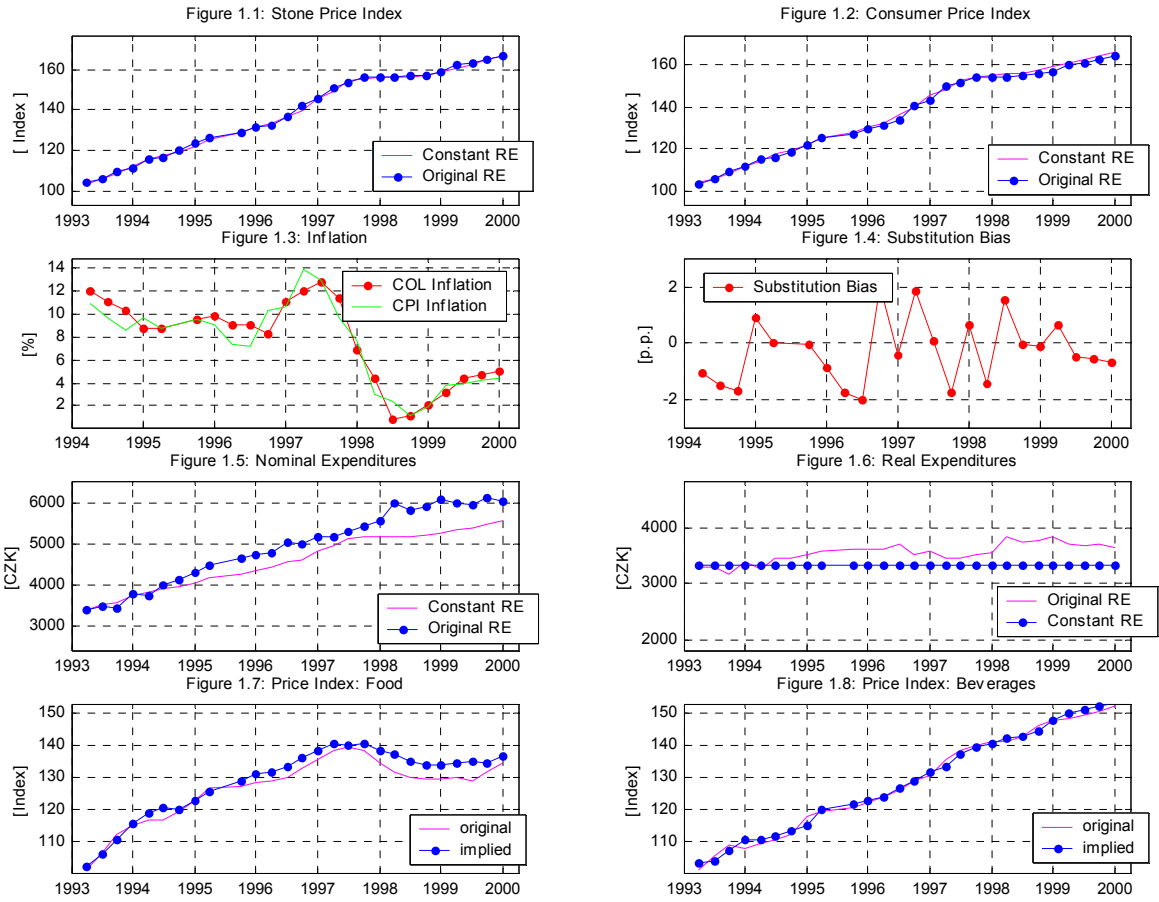 Figure 1.1: Stone Price Index
[ Index ]
160
140
120
100
Constant RE
Original RE
1993 1994 1995 1996 1997 1998 1999 2000
Figure 1.2: Consumer Price Index
[ Index ]
160
140
120
100
Constant RE
Original RE
1993 1994 1995 1996 1997 1998 1999 2000
Figure 1.3: Inflation
[%]
14
12
10
8
6
4
2
COL Inflation
CPI Inflation
1994 1995 1996 1997 1998 1999 2000
Figure 1.4: Substitution Bias
[p.p.]
2
0
-2
Substitution Bias
1994 1995 1996 1997 1998 1999 2000
Figure 1.5: Nominal Expenditures
[CZK]
6000
5000
4000
3000
Constant RE
Original RE
1993 1994 1995 1996 1997 1998 1999 2000
Figure 1.6: Real Expenditures
[CZK]
4000
3000
2000
Original RE
Constant RE
1993 1994 1995 1996 1997 1998 1999 2000
Figure 1.7: Price Index: Food
[Index]
150
140
130
120
110
original
implied
1993 1994 1995 1996 1997 1998 1999 2000
Figure 1.8: Price Index: Beverages
[Index]
150
140
130
120
110
original
implied
1993 1994 1995 1996 1997 1998 1999 2000